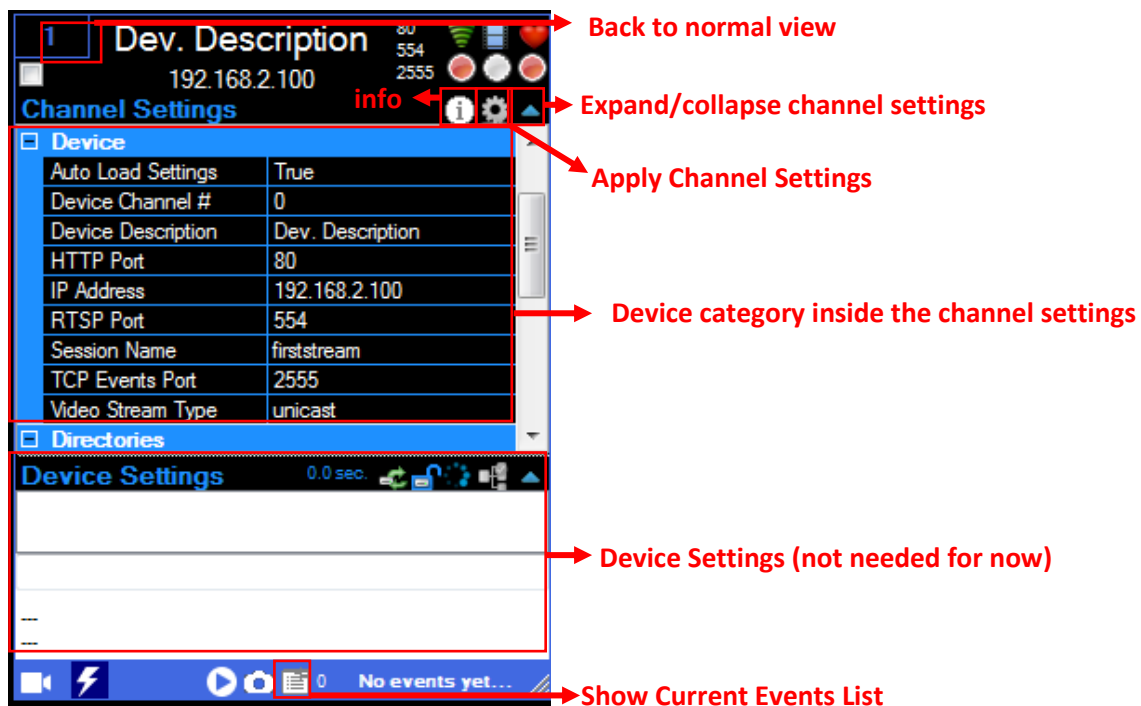 1 Dev. Description 80
554
192.168.2.100 2555
Back to normal view
Channel Settings info
Expand/collapse channel settings
Apply Channel Settings
Device
Auto Load Settings True
Device Channel # 0
Device Description Dev. Description
HTTP Port 80
IP Address 192.168.2.100
RTSP Port 554
Session Name firststream
TCP Events Port 2555
Video Stream Type unicast
Device category inside the channel settings
Directories
Device Settings 0.0 sec.
Device Settings (not needed for now)
---
---
0 No events yet...
Show Current Events List